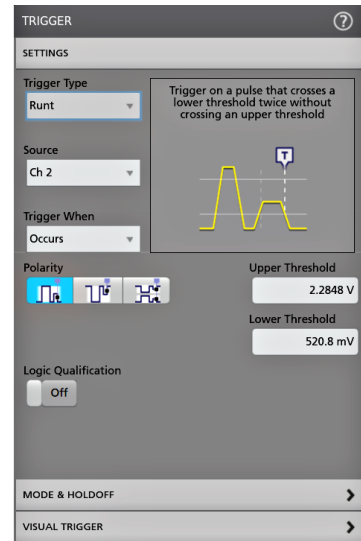 TRIGGER
?
SETTINGS
Trigger Type
Runt
Trigger on a pulse that crosses a
lower threshold twice without
crossing an upper threshold
T
Source
Ch 2
Trigger When
Occurs
Polarity
Upper Threshold
2.2848 V
Lower Threshold
520.8 mV
Logic Qualification
Off
MODE & HOLDOFF
VISUAL TRIGGER